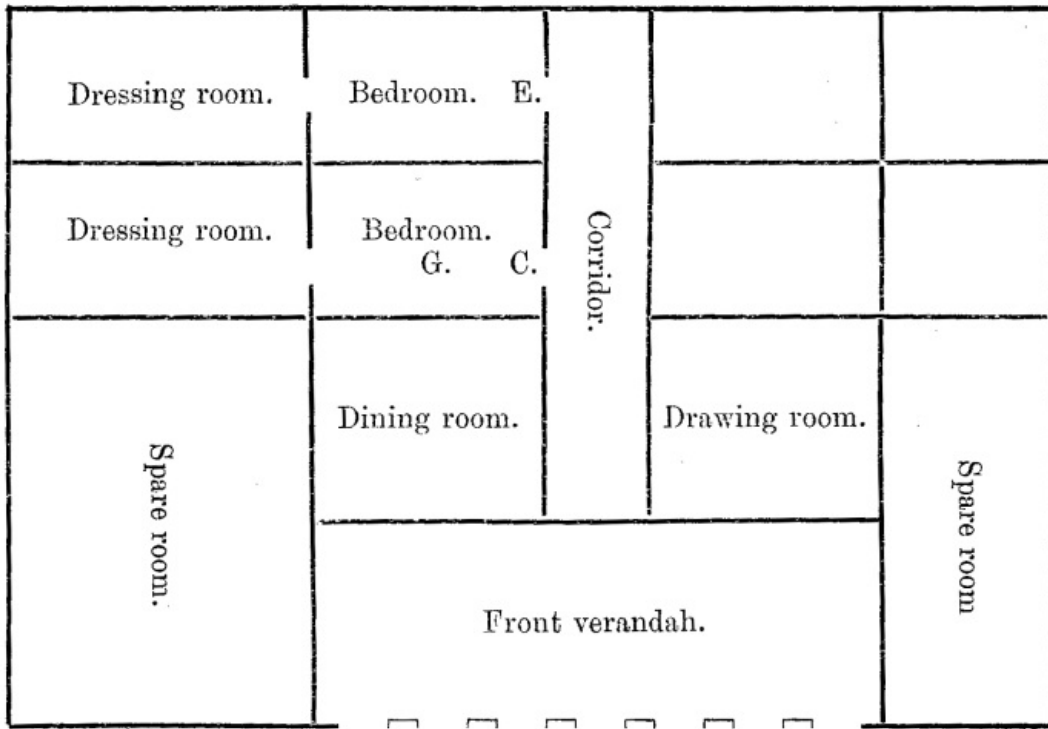 Dressing room.
Bedroom. E.
Dressing room.
Bedroom.
G. C.
Corridor.
Dining room.
Drawing room.
Spare room.
Spare room
Front verandah.